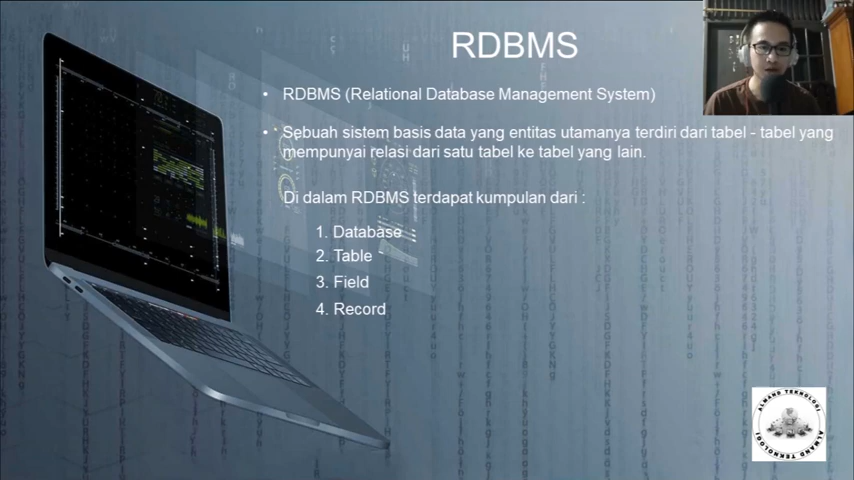 RDBMS
• RDBMS (Relational Database Management System)
• Sebuah sistem basis data yang entitas utamanya terdiri dari tabel - tabel yang
mempunyai relasi dari satu tabel ke tabel yang lain.
Di dalam RDBMS terdapat kumpulan dari :
1. Database
2. Table
3. Field
4. Record
ALMAND TEKNOLOGI
ALMAND TEKNOLOGI